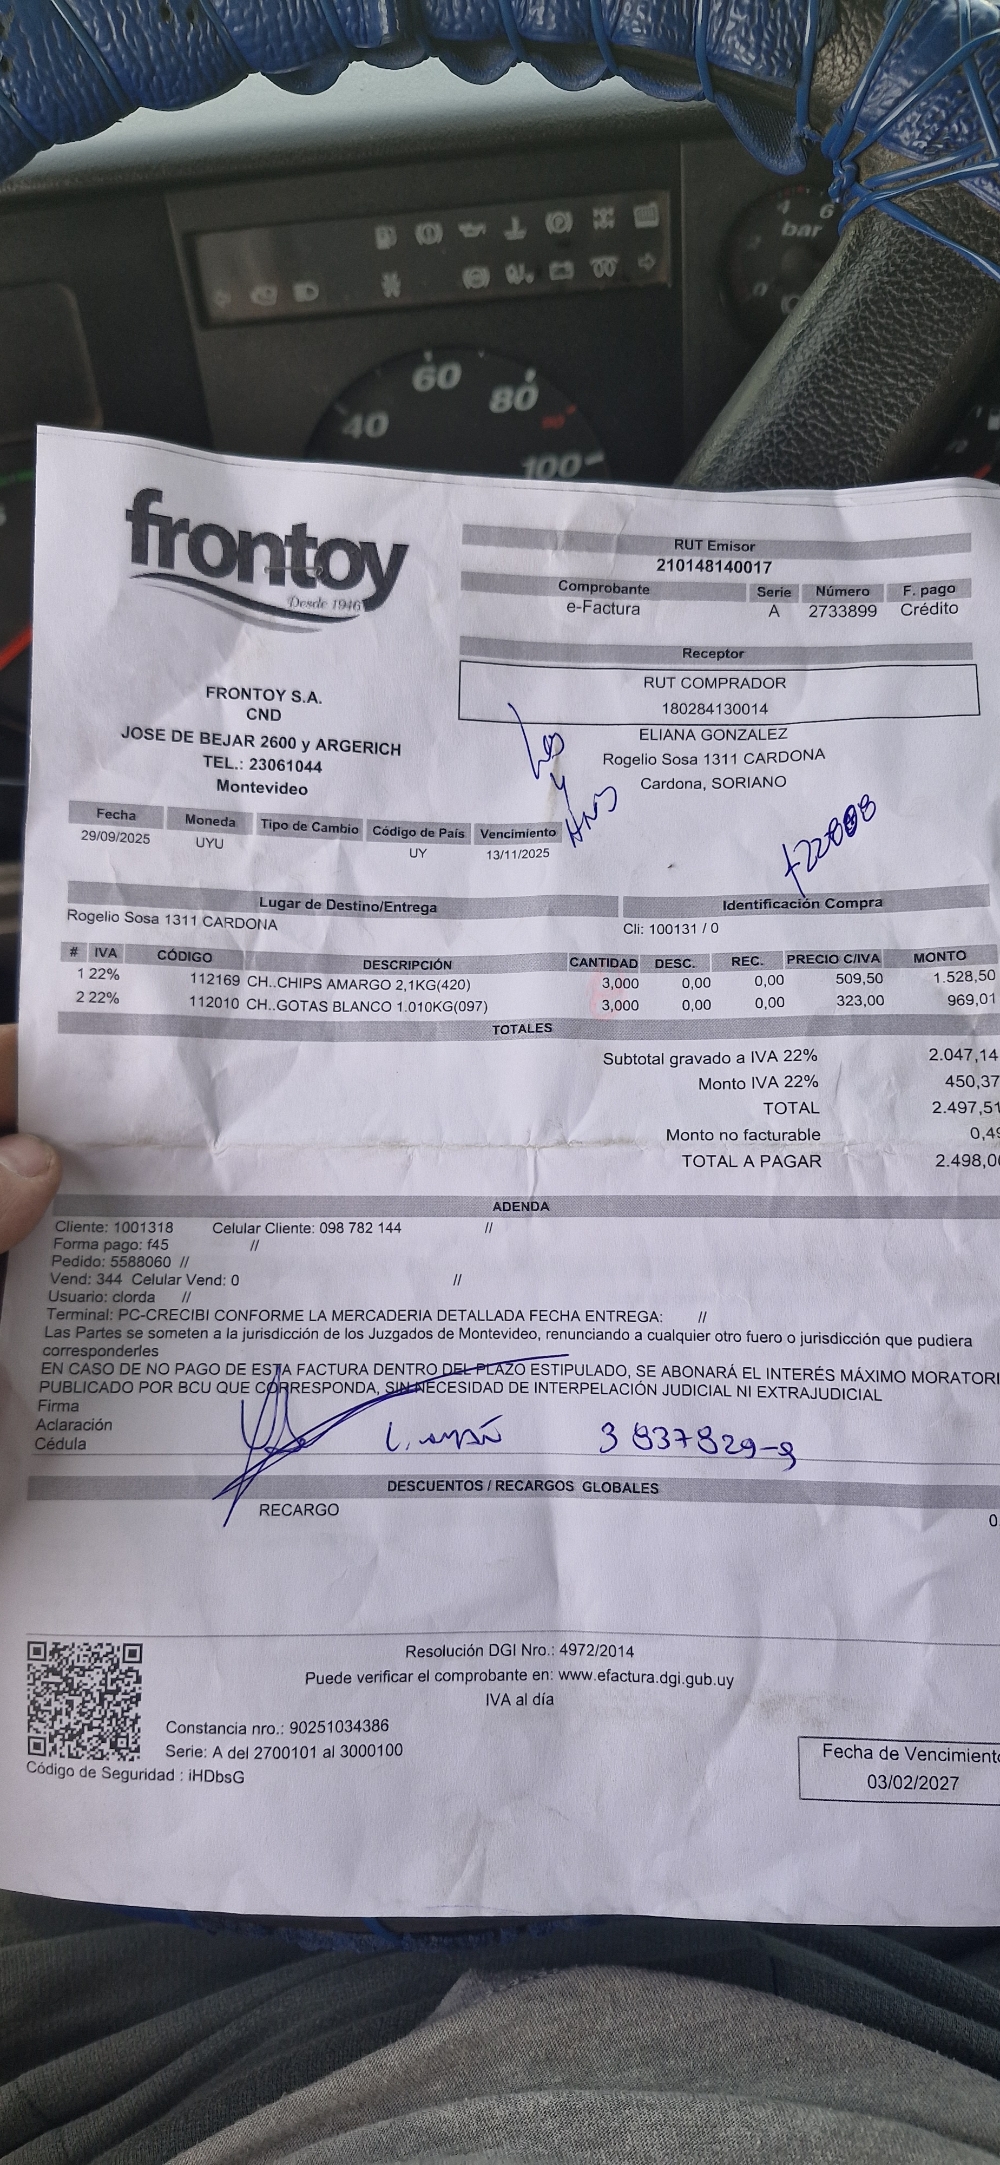 60
80
40
100
4
6
bar
frontoy
Desde 1946
RUT Emisor
210148140017
Comprobante Serie Número F. pago
e-Factura A 2733899 Crédito
Receptor
RUT COMPRADOR
180284130014
ELIANA GONZALEZ
Rogelio Sosa 1311 CARDONA
Cardona, SORIANO
FRONTOY S.A.
CND
JOSE DE BEJAR 2600 y ARGERICH
TEL.: 23061044
Montevideo
Fecha Moneda Tipo de Cambio Código de País Vencimiento
29/09/2025 UYU UY 13/11/2025
Lugar de Destino/Entrega Identificación Compra
Rogelio Sosa 1311 CARDONA Cli: 100131 / 0
# IVA CÓDIGO DESCRIPCIÓN CANTIDAD DESC. REC. PRECIO C/IVA MONTO
1 22% 112169 CH..CHIPS AMARGO 2,1KG(420) 3,000 0,00 0,00 509,50 1.528,50
2 22% 112010 CH..GOTAS BLANCO 1.010KG(097) 3,000 0,00 0,00 323,00 969,01
TOTALES
Subtotal gravado a IVA 22% 2.047,14
Monto IVA 22% 450,37
TOTAL 2.497,51
Monto no facturable 0,49
TOTAL A PAGAR 2.498,00
ADENDA
Cliente: 1001318 Celular Cliente: 098 782 144 //
Forma pago: f45 //
Pedido: 5588060 //
Vend: 344 Celular Vend: 0 //
Usuario: clorda //
Terminal: PC-CRECIBI CONFORME LA MERCADERIA DETALLADA FECHA ENTREGA: //
Las Partes se someten a la jurisdicción de los Juzgados de Montevideo, renunciando a cualquier otro fuero o jurisdicción que pudiera
corresponderles
EN CASO DE NO PAGO DE ESTA FACTURA DENTRO DEL PLAZO ESTIPULADO, SE ABONARÁ EL INTERÉS MÁXIMO MORATORI
PUBLICADO POR BCU QUE CORRESPONDA, SIN NECESIDAD DE INTERPELACIÓN JUDICIAL NI EXTRAJUDICIAL
Firma
Aclaración
Cédula 3 837829-9
DESCUENTOS / RECARGOS GLOBALES
RECARGO 0
Resolución DGI Nro.: 4972/2014
Puede verificar el comprobante en: www.efactura.dgi.gub.uy
IVA al día
Constancia nro.: 90251034386
Serie: A del 2700101 al 3000100
Código de Seguridad : iHDbsG
Fecha de Vencimiento
03/02/2027